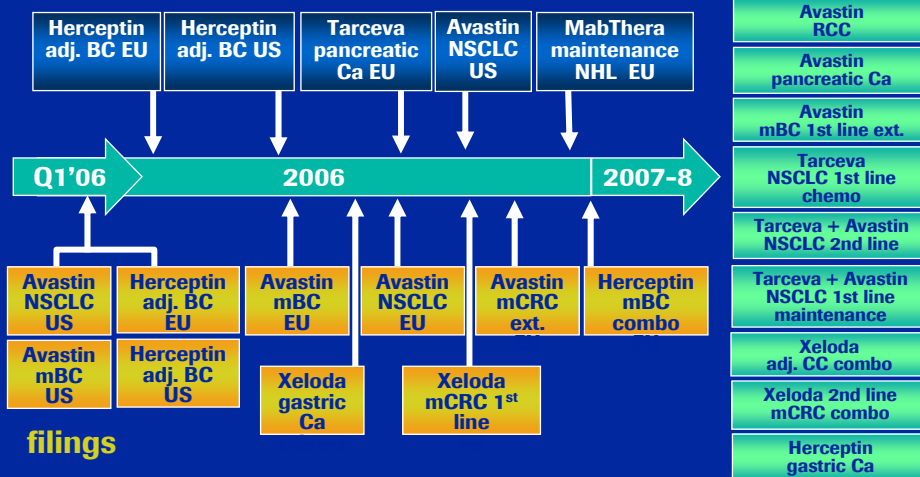 Herceptin
adj. BC EU
Herceptin
adj. BC US
Tarceva
pancreatic
Ca EU
Avastin
NSCLC
US
MabThera
maintenance
NHL EU
Q1'06
2006
2007-8
Avastin
NSCLC
US
Herceptin
adj. BC
EU
Avastin
mBC
EU
Avastin
NSCLC
EU
Avastin
mCRC
ext.
Herceptin
mBC
combo
Avastin
mBC
US
Herceptin
adj. BC
US
Xeloda
gastric
Ca
Xeloda
mCRC 1st
line
filings
Avastin
RCC
Avastin
pancreatic Ca
Avastin
mBC 1st line ext.
Tarceva
NSCLC 1st line
chemo
Tarceva + Avastin
NSCLC 2nd line
Tarceva + Avastin
NSCLC 1st line
maintenance
Xeloda
adj. CC combo
Xeloda 2nd line
mCRC combo
Herceptin
gastric Ca